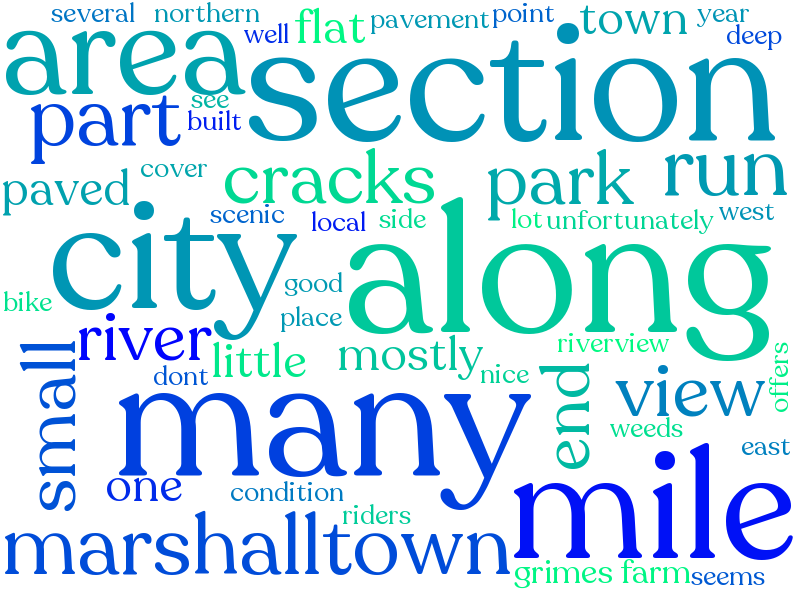 several northern point year
well flat pavement town deep
area section
see
part built
cover cracks park run
paved
scenic local side lot unfortunately west
city along
good
bike place
river riverview
little mostly
small dont nice end view offers
many weeds
east
one condition mile
riders
marshalltown
grimes farm seems